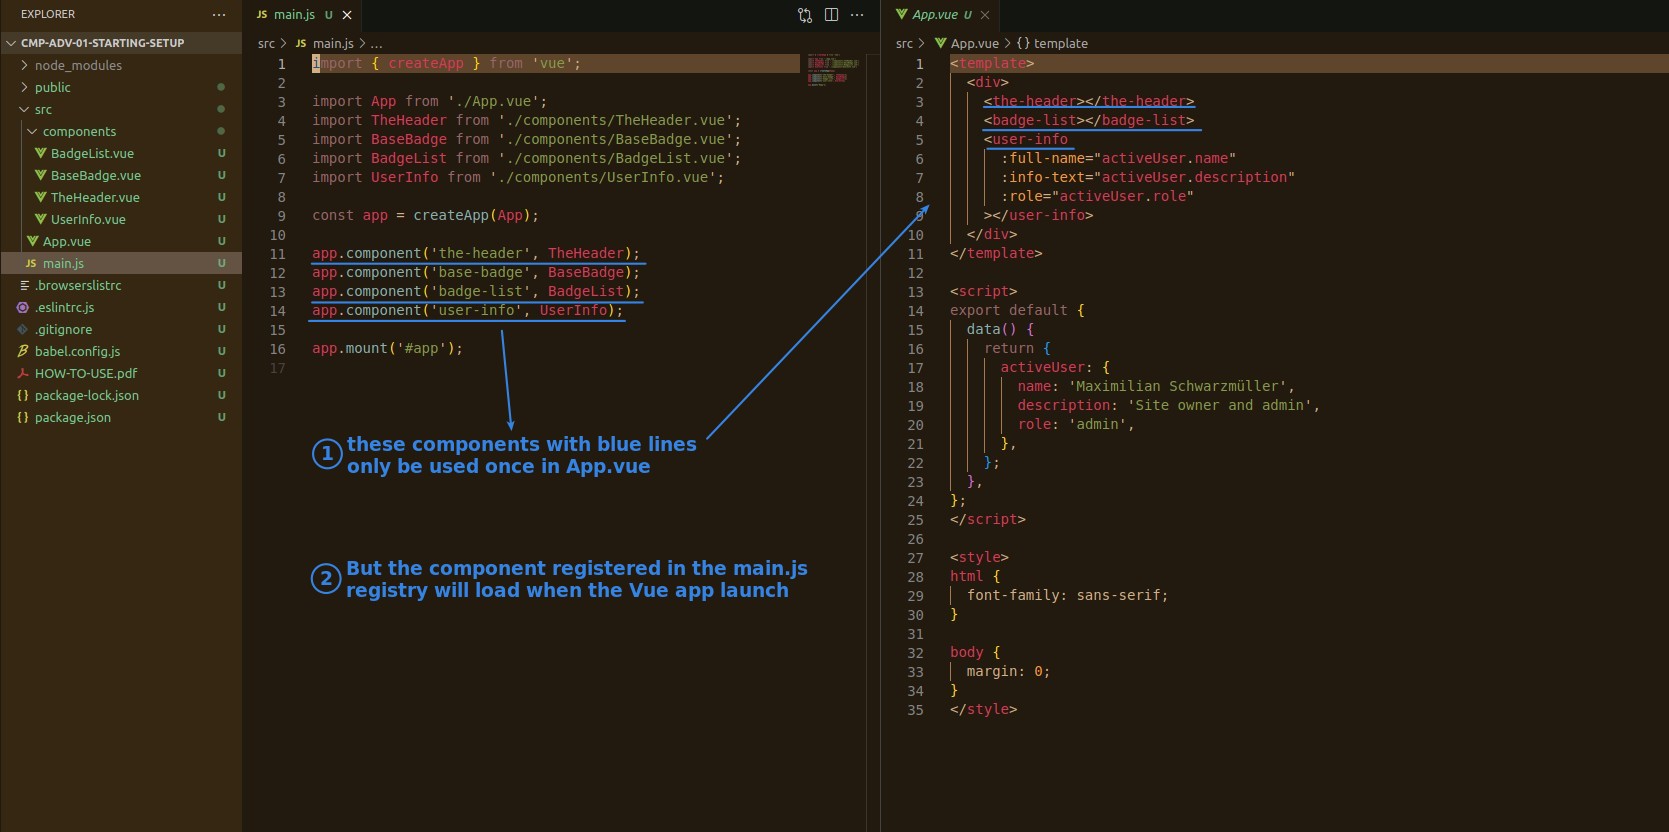 EXPLORER ···
CMP-ADV-01-STARTING-SETUP
node_modules
public
src
components
BadgeList.vue U
BaseBadge.vue U
TheHeader.vue U
UserInfo.vue U
App.vue U
JS main.js U
.browserslistrc U
.eslintrc.js U
.gitignore U
babel.config.js U
HOW-TO-USE.pdf U
{} package-lock.json U
{} package.json U
JS main.js U ×
src > JS main.js > ...
1 import { createApp } from 'vue';
2
3 import App from './App.vue';
4 import TheHeader from './components/TheHeader.vue';
5 import BaseBadge from './components/BaseBadge.vue';
6 import BadgeList from './components/BadgeList.vue';
7 import UserInfo from './components/UserInfo.vue';
8
9 const app = createApp(App);
10
11 app.component('the-header', TheHeader);
12 app.component('base-badge', BaseBadge);
13 app.component('badge-list', BadgeList);
14 app.component('user-info', UserInfo);
15
16 app.mount('#app');
17
1 these components with blue lines
only be used once in App.vue
2 But the component registered in the main.js
registry will load when the Vue app launch
App.vue U ×
src > App.vue > {} template
1 <template>
2 <div>
3 <the-header></the-header>
4 <badge-list></badge-list>
5 <user-info
6 :full-name="activeUser.name"
7 :info-text="activeUser.description"
8 :role="activeUser.role"
9 ></user-info>
10 </div>
11 </template>
12
13 <script>
14 export default {
15 data() {
16 return {
17 activeUser: {
18 name: 'Maximilian Schwarzmüller',
19 description: 'Site owner and admin',
20 role: 'admin',
21 },
22 };
23 },
24 };
25 </script>
26
27 <style>
28 html {
29 font-family: sans-serif;
30 }
31
32 body {
33 margin: 0;
34 }
35 </style>